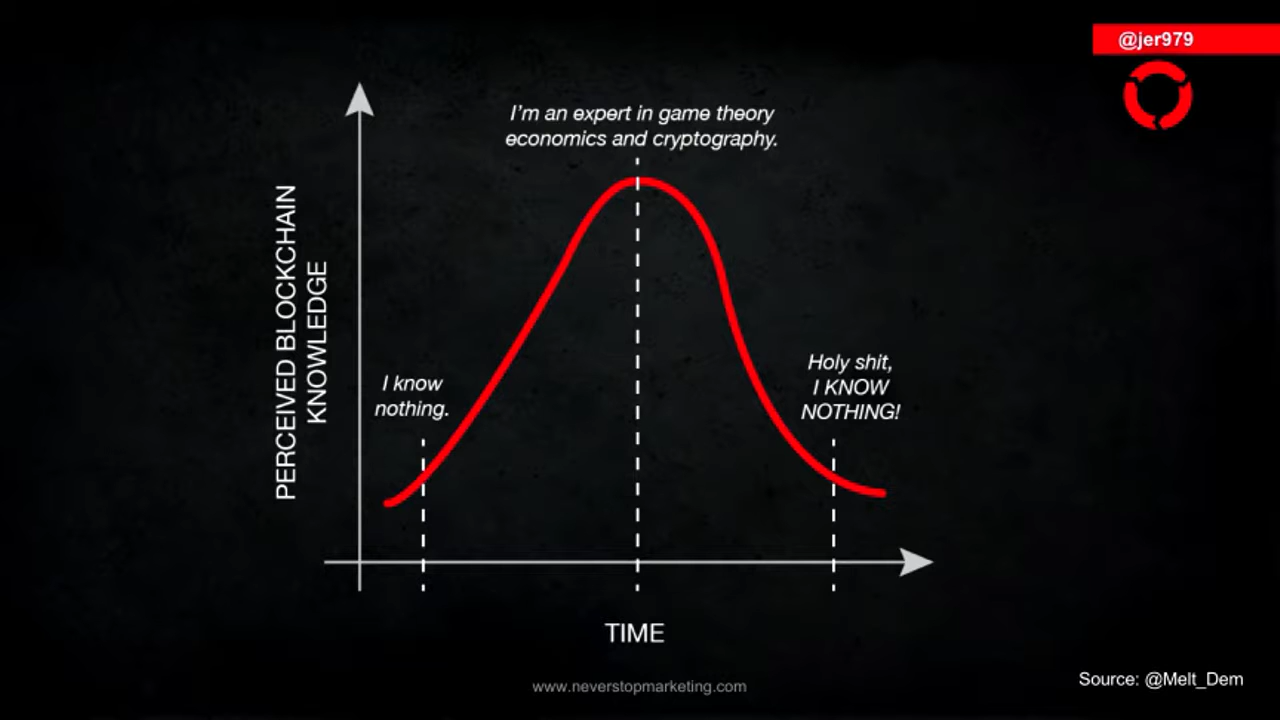 @jer979
I'm an expert in game theory
economics and cryptography.
PERCEIVED BLOCKCHAIN
KNOWLEDGE
I know
nothing.
Holy shit,
I KNOW
NOTHING!
TIME
www.neverstopmarketing.com
Source: @Melt_Dem